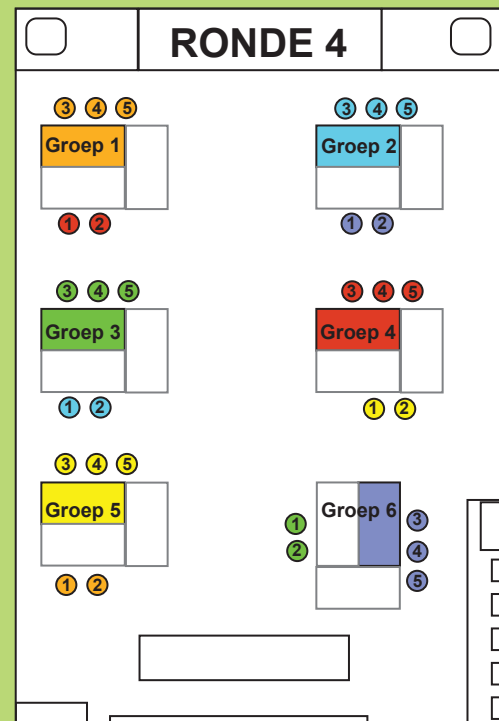 RONDE 4
3 4 5
Groep 1
1 2
3 4 5
Groep 2
1 2
3 4 5
Groep 3
1 2
3 4 5
Groep 4
1 2
3 4 5
Groep 5
1 2
1
2
Groep 6
3
4
5